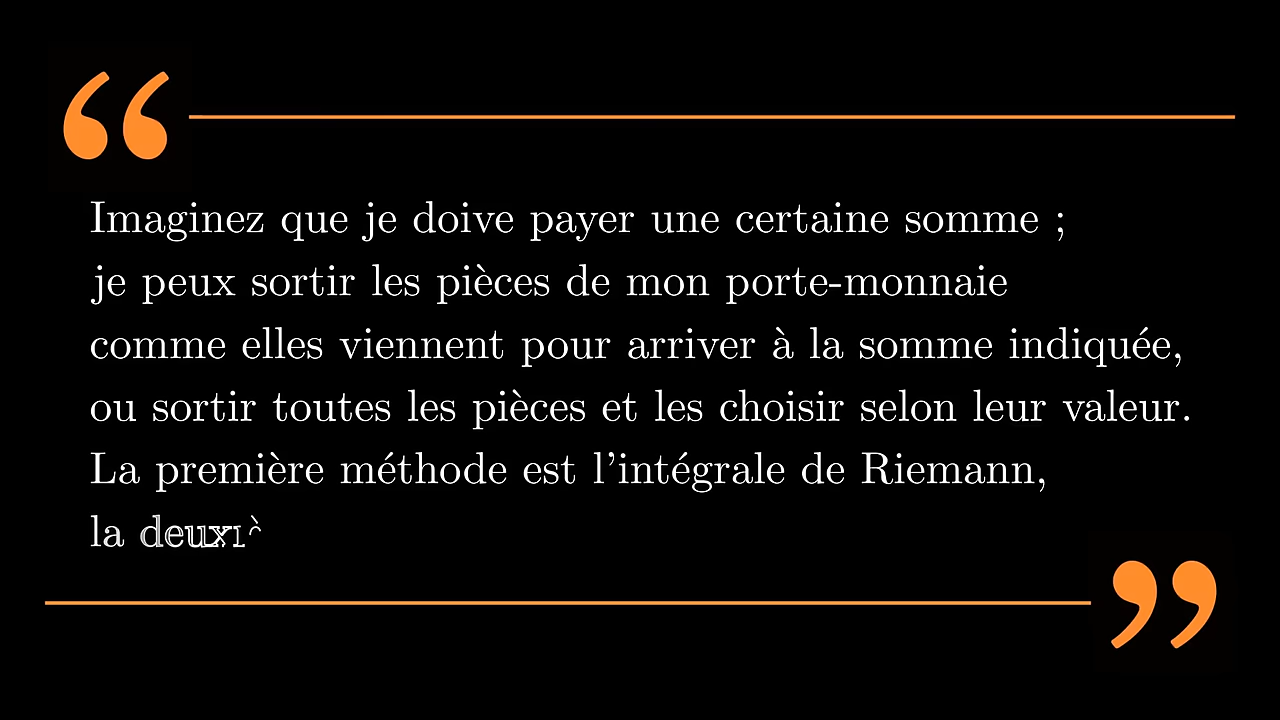 Imaginez que je doive payer une certaine somme ;
je peux sortir les pièces de mon porte-monnaie
comme elles viennent pour arriver à la somme indiquée,
ou sortir toutes les pièces et les choisir selon leur valeur.
La première méthode est l'intégrale de Riemann,
la